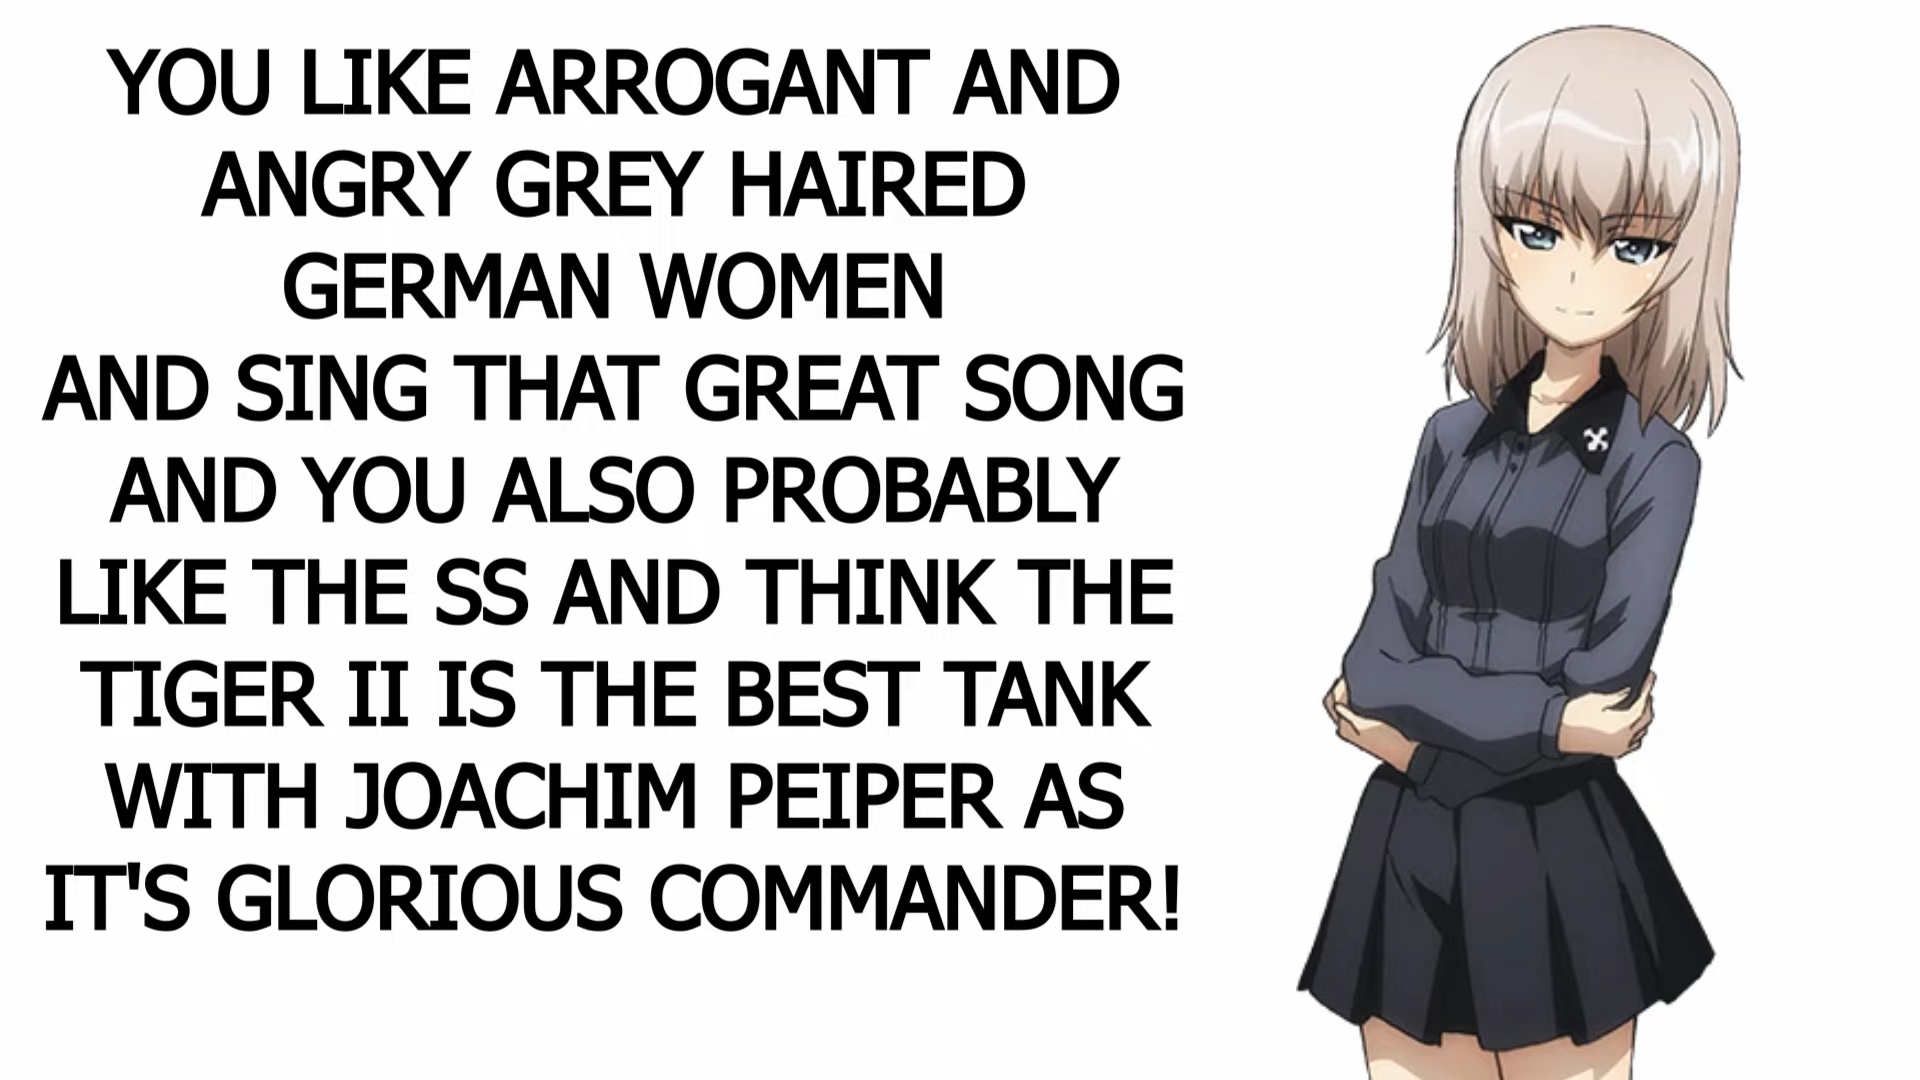 YOU LIKE ARROGANT AND
ANGRY GREY HAIRED
GERMAN WOMEN
AND SING THAT GREAT SONG
AND YOU ALSO PROBABLY
LIKE THE SS AND THINK THE
TIGER II IS THE BEST TANK
WITH JOACHIM PEIPER AS
IT'S GLORIOUS COMMANDER!